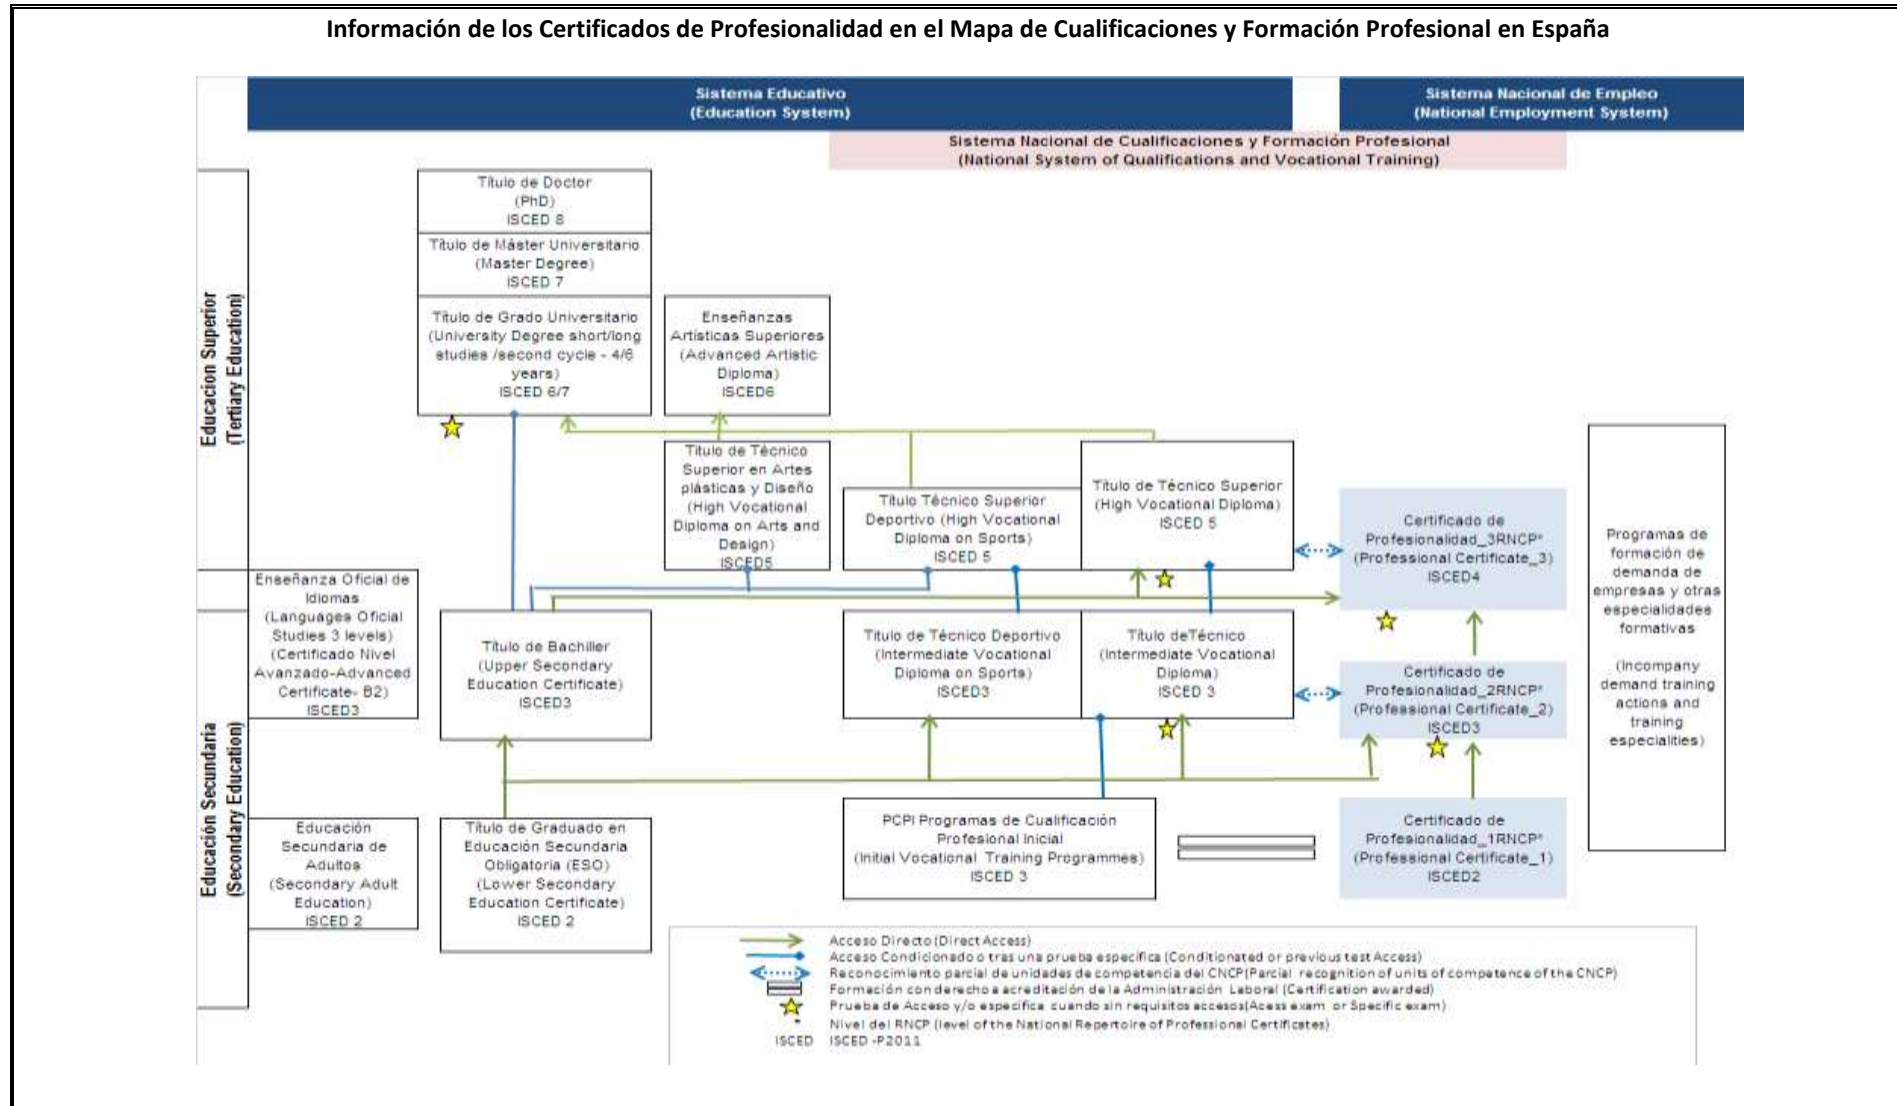 Información de los Certificados de Profesionalidad en el Mapa de Cualificaciones y Formación Profesional en España
Sistema Educativo
(Education System)
Sistema Nacional de Empleo
(National Employment System)
Sistema Nacional de Cualificaciones y Formación Profesional
(National System of Qualifications and Vocational Training)
Educacion Superior
(Tertiary Education)
Título de Doctor
(PhD)
ISCED 8
Título de Máster Universitario
(Master Degree)
ISCED 7
Título de Grado Universitario
(University Degree short/long
studies /second cycle - 4/6
years)
ISCED 6/7
Enseñanzas
Artísticas Superiores
(Advanced Artistic
Diploma)
ISCED6
Título de Técnico
Superior en Artes
plásticas y Diseño
(High Vocational
Diploma on Arts and
Design)
ISCED5
Título Técnico Superior
Deportivo (High Vocational
Diploma on Sports)
ISCED 5
Título de Técnico Superior
(High Vocational Diploma)
ISCED 5
Certificado de
Profesionalidad_3RNCP*
(Professional Certificate_3)
ISCED4
Programas de
formación de
demanda de
empresas y otras
especialidades
formativas
(Incompany
demand training
actions and
training
especialities)
Educación Secundaria
(Secondary Education)
Enseñanza Oficial de
Idiomas
(Languages Oficial
Studies 3 levels)
(Certificado Nivel
Avanzado-Advanced
Certificate- B2)
ISCED3
Título de Bachiller
(Upper Secondary
Education Certificate)
ISCED3
Título de Técnico Deportivo
(Intermediate Vocational
Diploma on Sports)
ISCED3
Título deTécnico
(Intermediate Vocational
Diploma)
ISCED 3
Certificado de
Profesionalidad_2RNCP*
(Professional Certificate_2)
ISCED3
Educación
Secundaria de
Adultos
(Secondary Adult
Education)
ISCED 2
Título de Graduado en
Educación Secundaria
Obligatoria (ESO)
(Lower Secondary
Education Certificate)
ISCED 2
PCPI Programas de Cualificación
Profesional Inicial
(Initial Vocational Training Programmes)
ISCED 3
Certificado de
Profesionalidad_1RNCP*
(Professional Certificate_1)
ISCED2
Acceso Directo (Direct Access)
Acceso Condicionado o tras una prueba especifica (Conditionated or previous test Access)
Reconocimiento parcial de unidades de competencia del CNCP(Parcial recognition of units of competence of the CNCP)
Formación con derecho a acreditación de la Administración Laboral (Certification awarded)
Prueba de Acceso y/o especifica cuando sin requisitos accesos(Acess exam or Specific exam)
* Nivel del RNCP (level of the National Repertoire of Professional Certificates)
ISCED ISCED -P2011